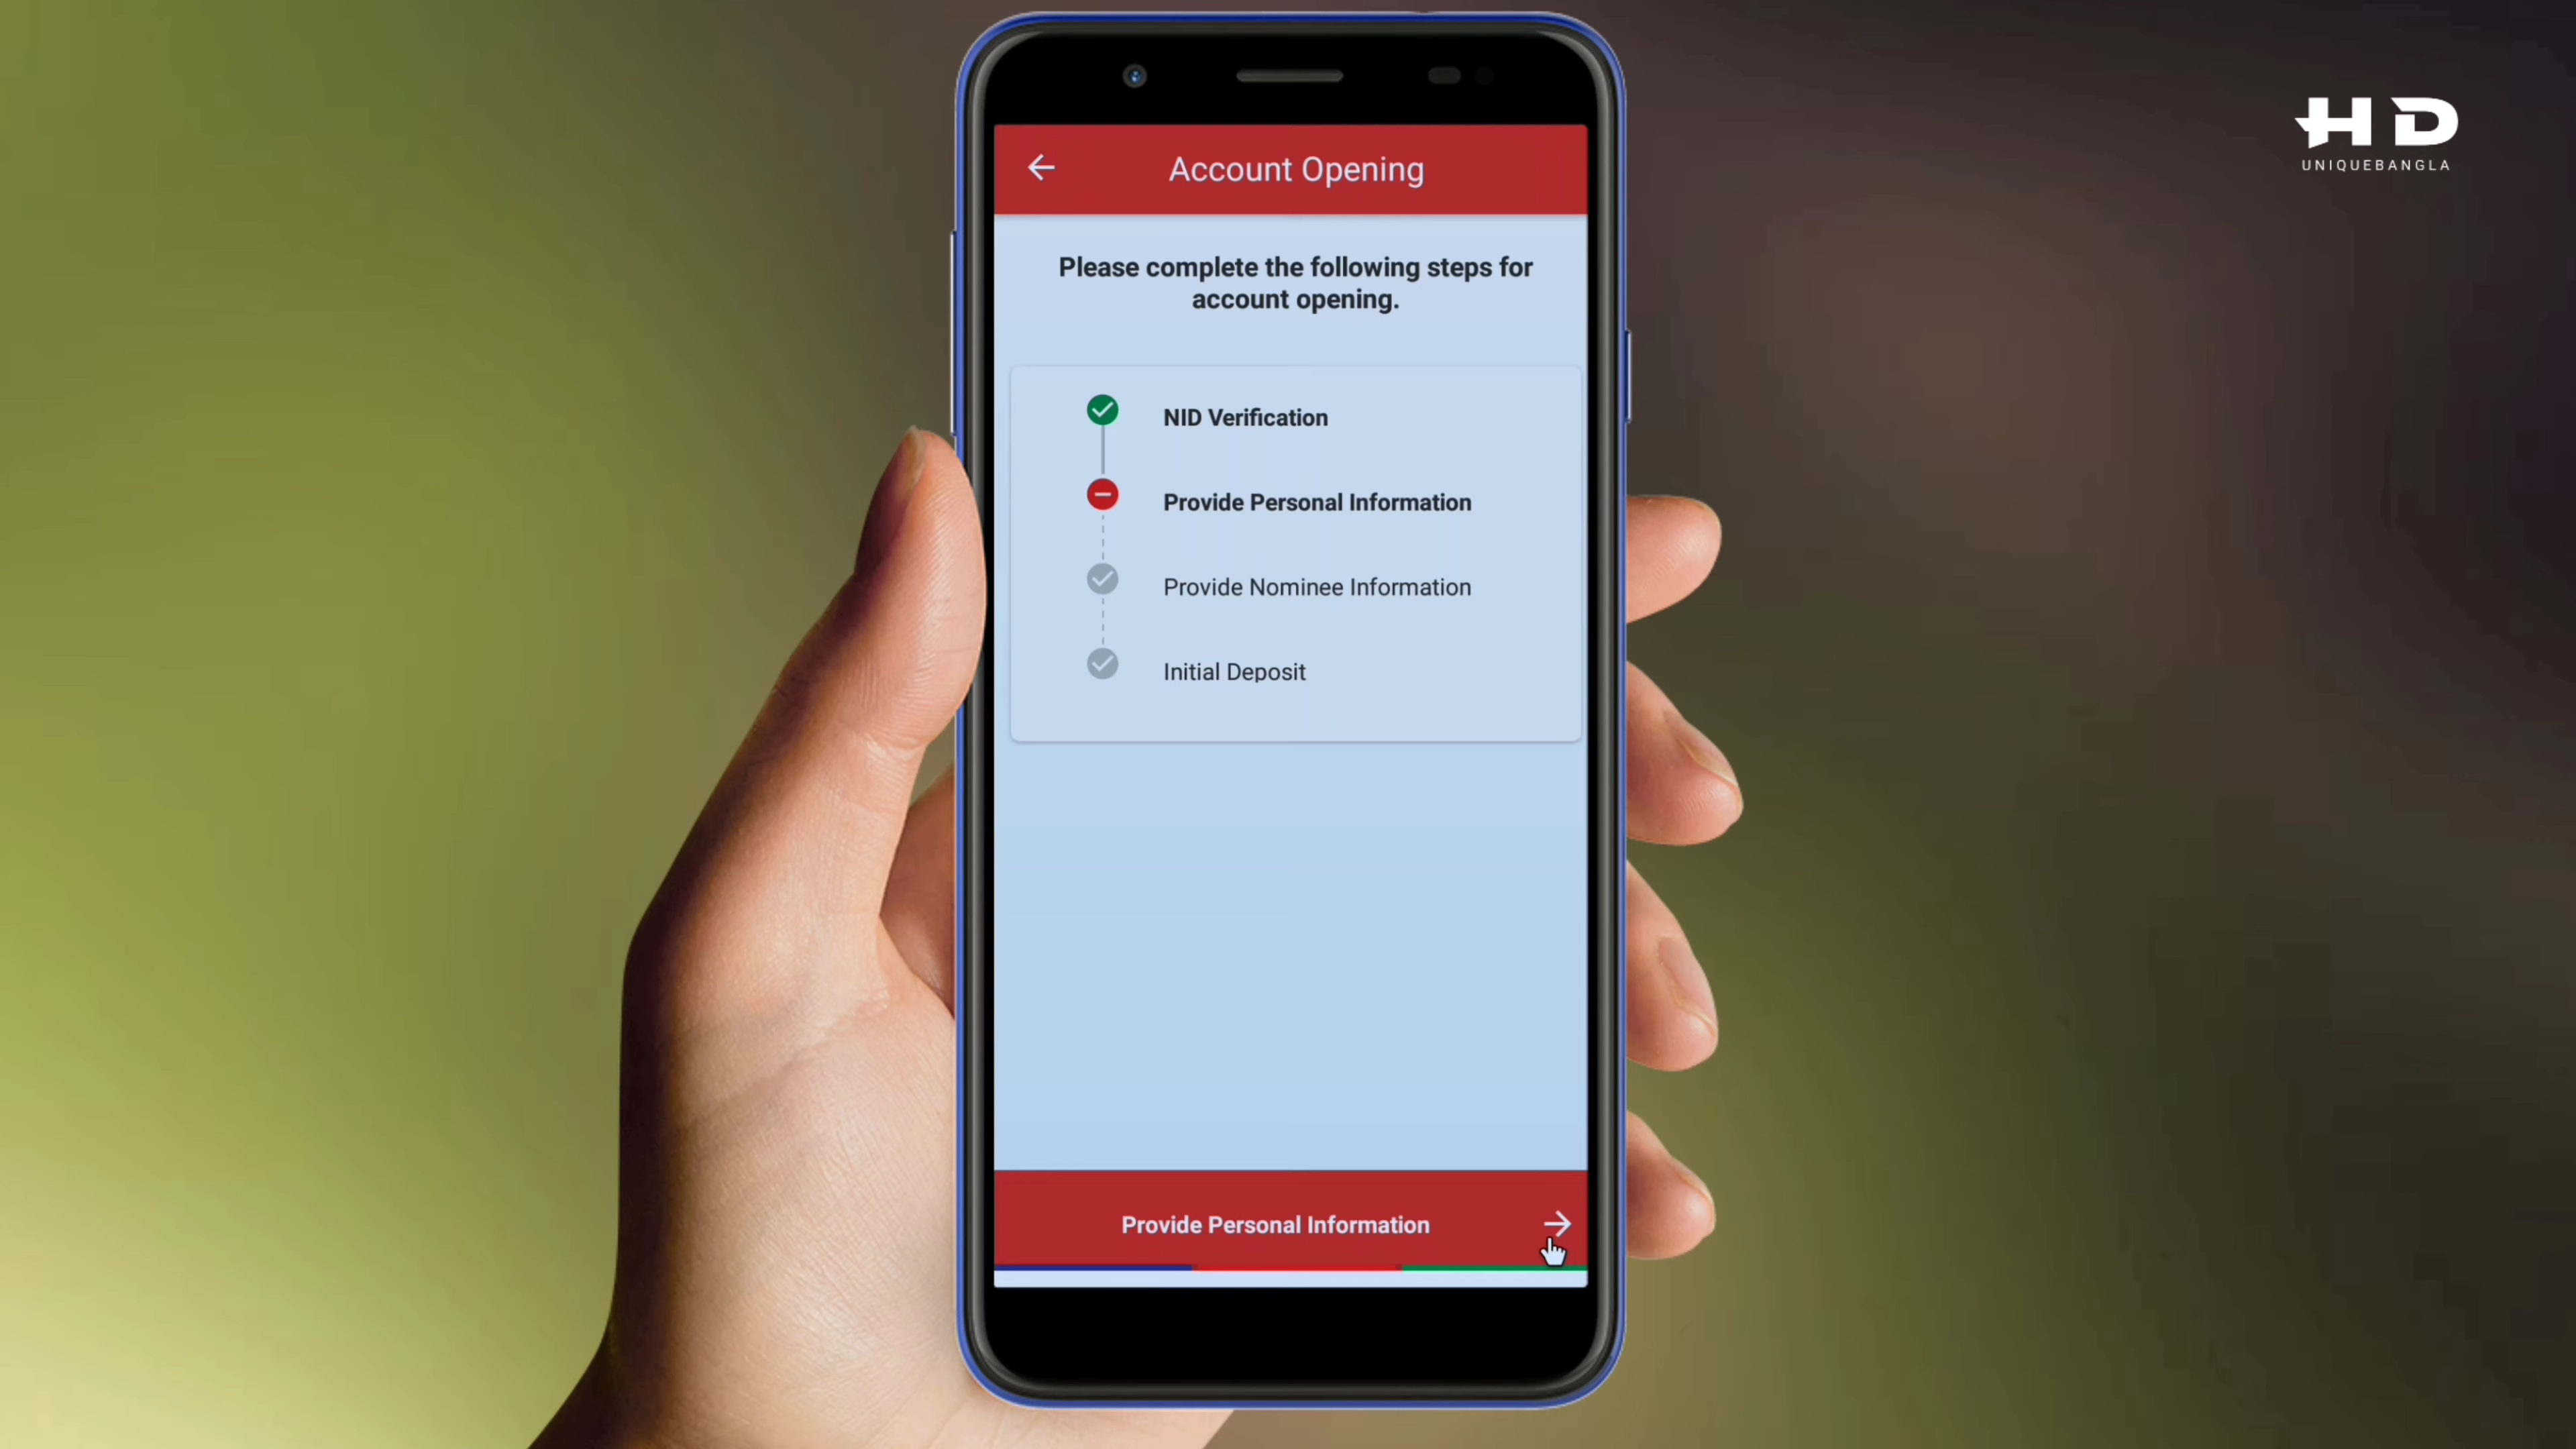 HD
UNIQUEBANGLA
Account Opening
Please complete the following steps for
account opening.
NID Verification
Provide Personal Information
Provide Nominee Information
Initial Deposit
Provide Personal Information